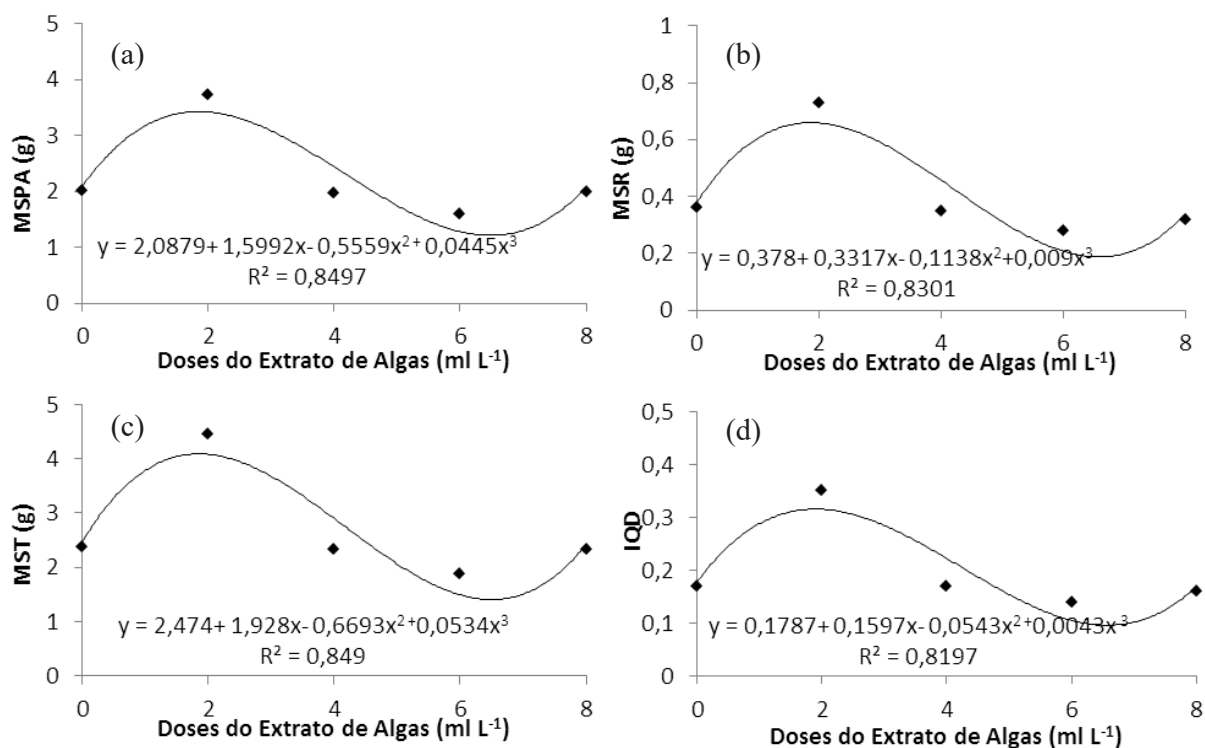 (a)
MSPA (g)
5
4
3
2
1
0
y = 2,0879+ 1,5992x- 0,5559x²⁺ 0,0445x³
R² = 0,8497
0 2 4 6 8
Doses do Extrato de Algas (ml L⁻¹)
(b)
MSR (g)
1
0,8
0,6
0,4
0,2
0
y = 0,378+ 0,3317x- 0,1138x²+0,009x³
R² = 0,8301
0 2 4 6 8
Doses do Extrato de Algas (ml L⁻¹)
(c)
MST (g)
5
4
3
2
1
0
y = 2,474+ 1,928x- 0,6693x²+0,0534x³
R² = 0,849
0 2 4 6 8
Doses do Extrato de Algas (ml L⁻¹)
(d)
IQD
0,5
0,4
0,3
0,2
0,1
0
y = 0,1787+ 0,1597x- 0,0543x²⁺0,0043x³
R² = 0,8197
0 2 4 6 8
Doses do Extrato de Algas (ml L⁻¹)